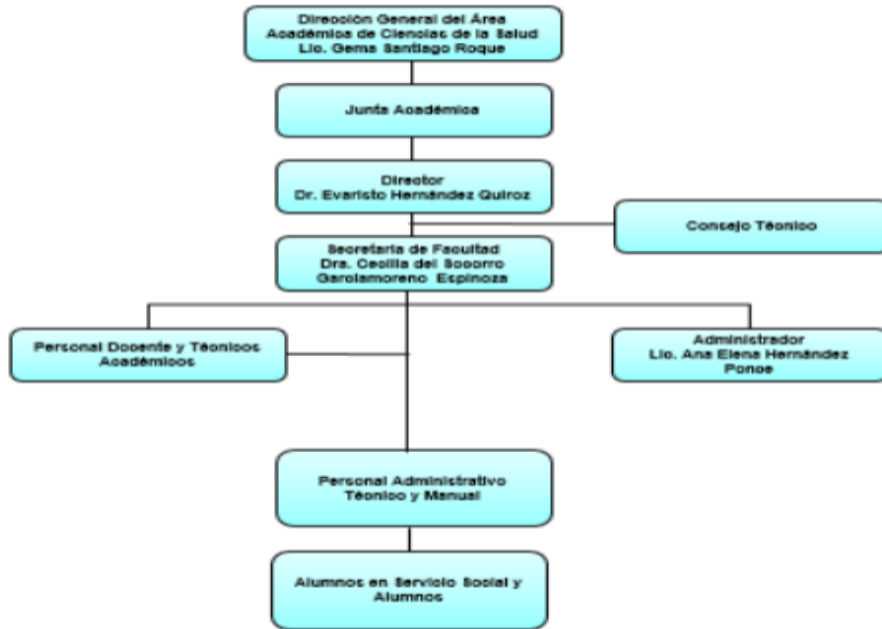 Dirección General del Área
Académica de Ciencias de la Salud
Lic. Gema Santiago Roque
Junta Académica
Director
Dr. Evaristo Hernández Quiroz
Consejo Técnico
Secretaria de Facultad
Dra. Cecilia del Socorro
Garciamoreno Espinoza
Personal Docente y Técnicos
Académicos
Administrador
Lic. Ana Elena Hernández
Ponce
Personal Administrativo
Técnico y Manual
Alumnos en Servicio Social y
Alumnos